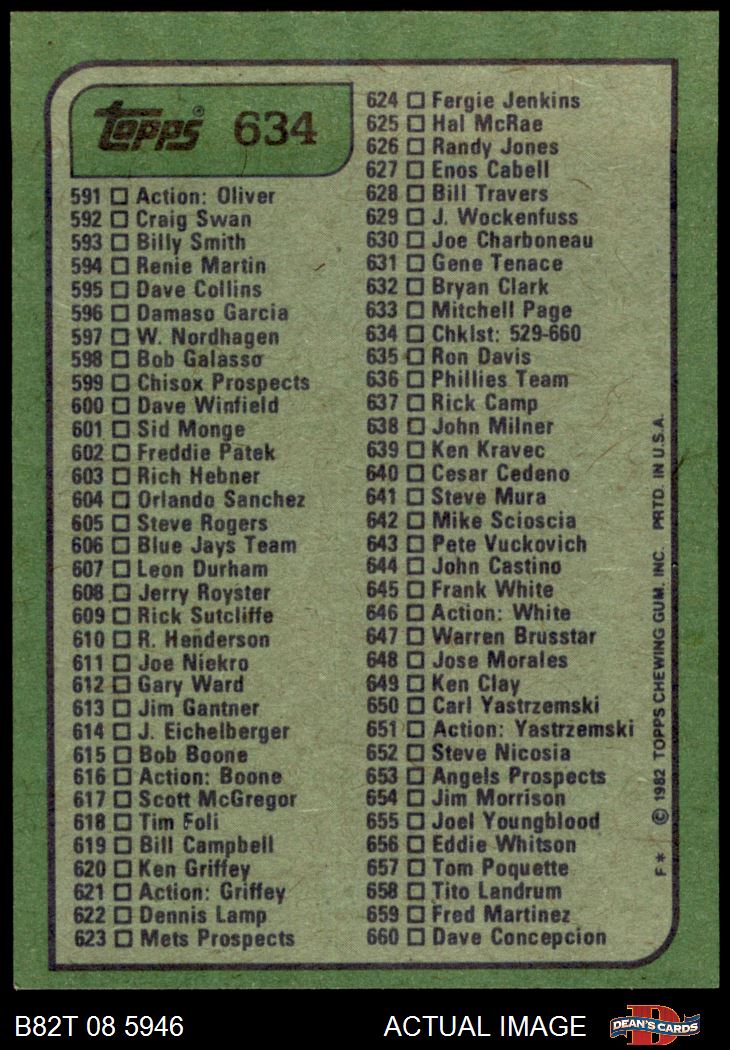 Topps® 634
591 □ Action: Oliver
592 □ Craig Swan
593 □ Billy Smith
594 □ Renie Martin
595 □ Dave Collins
596 □ Damaso Garcia
597 □ W. Nordhagen
598 □ Bob Galasso
599 □ Chisox Prospects
600 □ Dave Winfield
601 □ Sid Monge
602 □ Freddie Patek
603 □ Rich Hebner
604 □ Orlando Sanchez
605 □ Steve Rogers
606 □ Blue Jays Team
607 □ Leon Durham
608 □ Jerry Royster
609 □ Rick Sutcliffe
610 □ R. Henderson
611 □ Joe Niekro
612 □ Gary Ward
613 □ Jim Gantner
614 □ J. Eichelberger
615 □ Bob Boone
616 □ Action: Boone
617 □ Scott McGregor
618 □ Tim Foli
619 □ Bill Campbell
620 □ Ken Griffey
621 □ Action: Griffey
622 □ Dennis Lamp
623 □ Mets Prospects
624 □ Fergie Jenkins
625 □ Hal McRae
626 □ Randy Jones
627 □ Enos Cabell
628 □ Bill Travers
629 □ J. Wockenfuss
630 □ Joe Charboneau
631 □ Gene Tenace
632 □ Bryan Clark
633 □ Mitchell Page
634 □ Chklst: 529-660
635 □ Ron Davis
636 □ Phillies Team
637 □ Rick Camp
638 □ John Milner
639 □ Ken Kravec
640 □ Cesar Cedeno
641 □ Steve Mura
642 □ Mike Scioscia
643 □ Pete Vuckovich
644 □ John Castino
645 □ Frank White
646 □ Action: White
647 □ Warren Brusstar
648 □ Jose Morales
649 □ Ken Clay
650 □ Carl Yastrzemski
651 □ Action: Yastrzemski
652 □ Steve Nicosia
653 □ Angels Prospects
654 □ Jim Morrison
655 □ Joel Youngblood
656 □ Eddie Whitson
657 □ Tom Poquette
658 □ Tito Landrum
659 □ Fred Martinez
660 □ Dave Concepcion
F* © 1982 TOPPS CHEWING GUM. INC. PRTD. IN U.S.A.
B82T 08 5946 ACTUAL IMAGE D DEAN'S CARDS